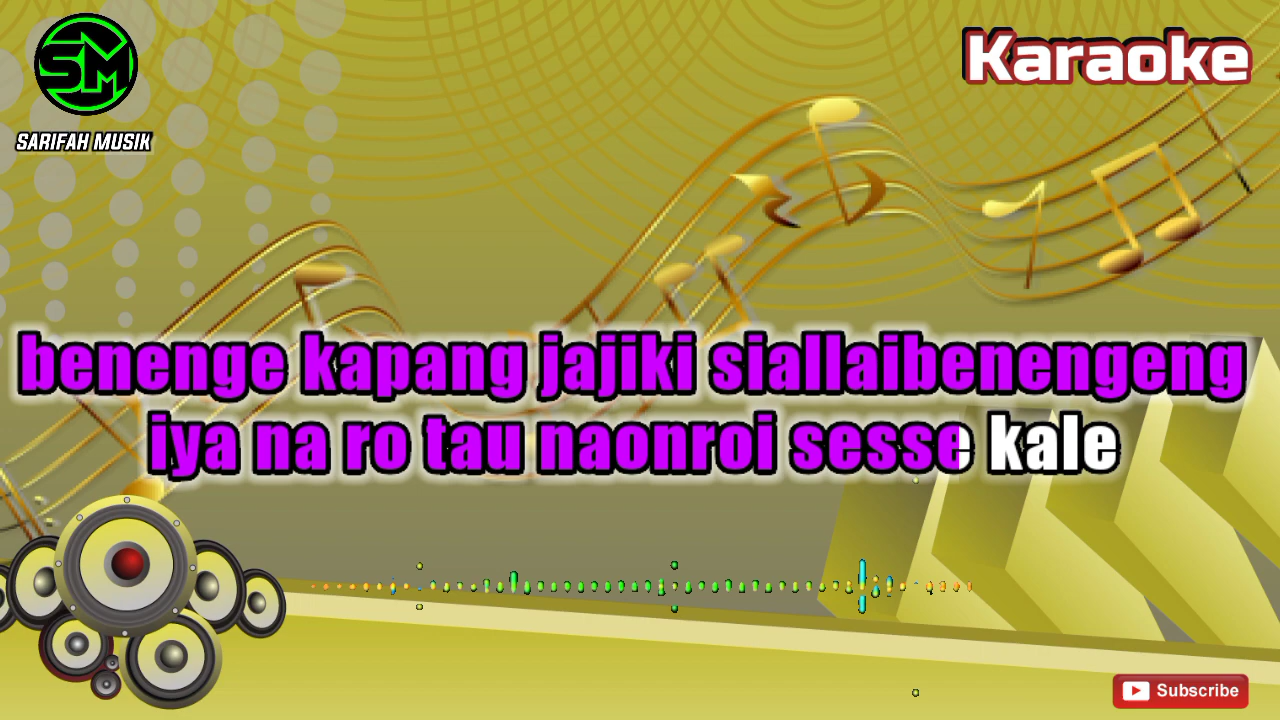 SM
SARIFAH MUSIK
Karaoke
benenge kapang jajiki siallaibenengeng
iya na ro tau naonroi sesse kale
Subscribe